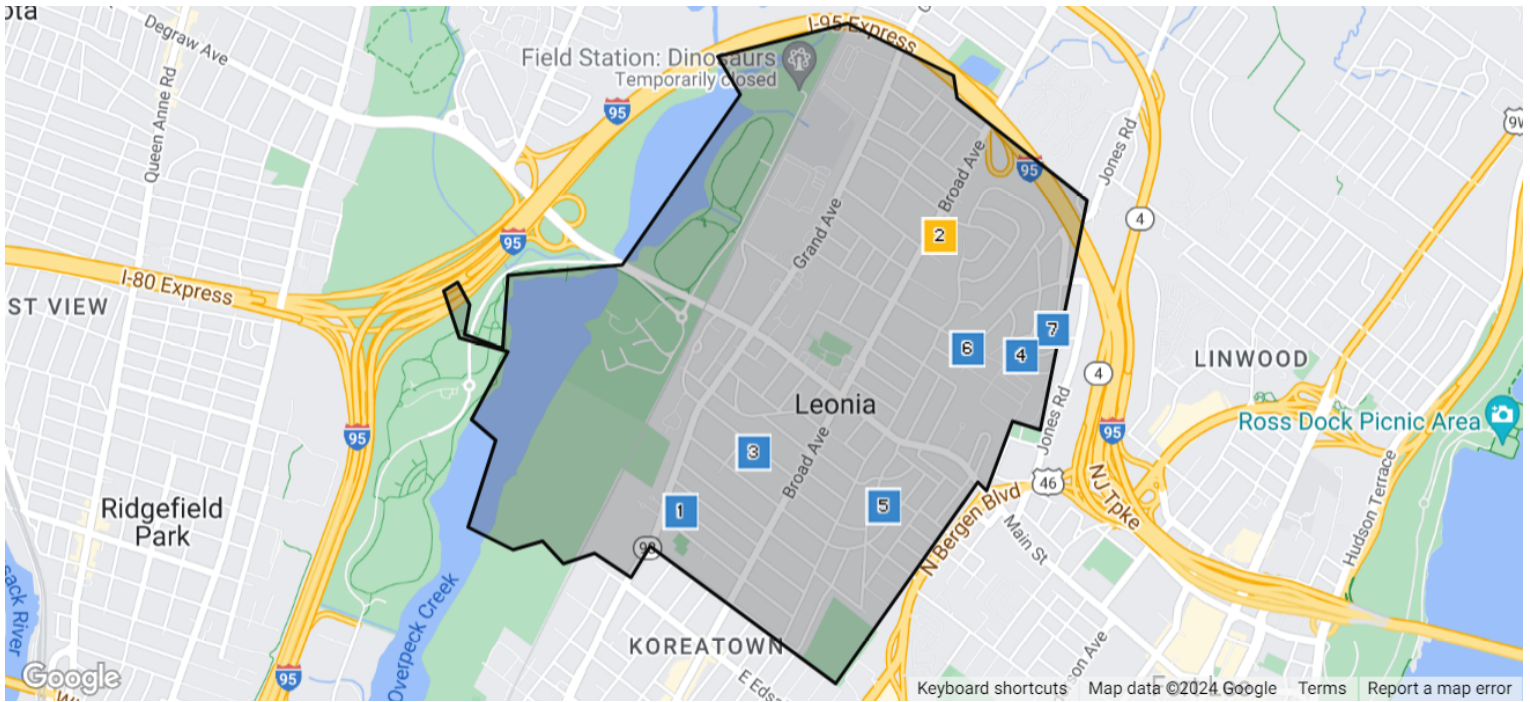 ota
Degraw Ave
I-95 Express
Field Station: Dinosaurs
Temporarily closed
95
9W
Queen Anne Rd
Jones Rd
Broad Ave
95
4
95
Grand Ave
2
I-80 Express
ST VIEW
7
6
4
LINWOOD
4
Leonia
Jones Rd
Ross Dock Picnic Area
95
95
3
Broad Ave
46
NJ Tpke
Ridgefield
Park
1
5
N Bergen Blvd
Main St
Hudson Terrace
93
Overpeck Creek
KOREATOWN
95
Google
Keyboard shortcuts
Map data ©2024 Google
Terms
Report a map error